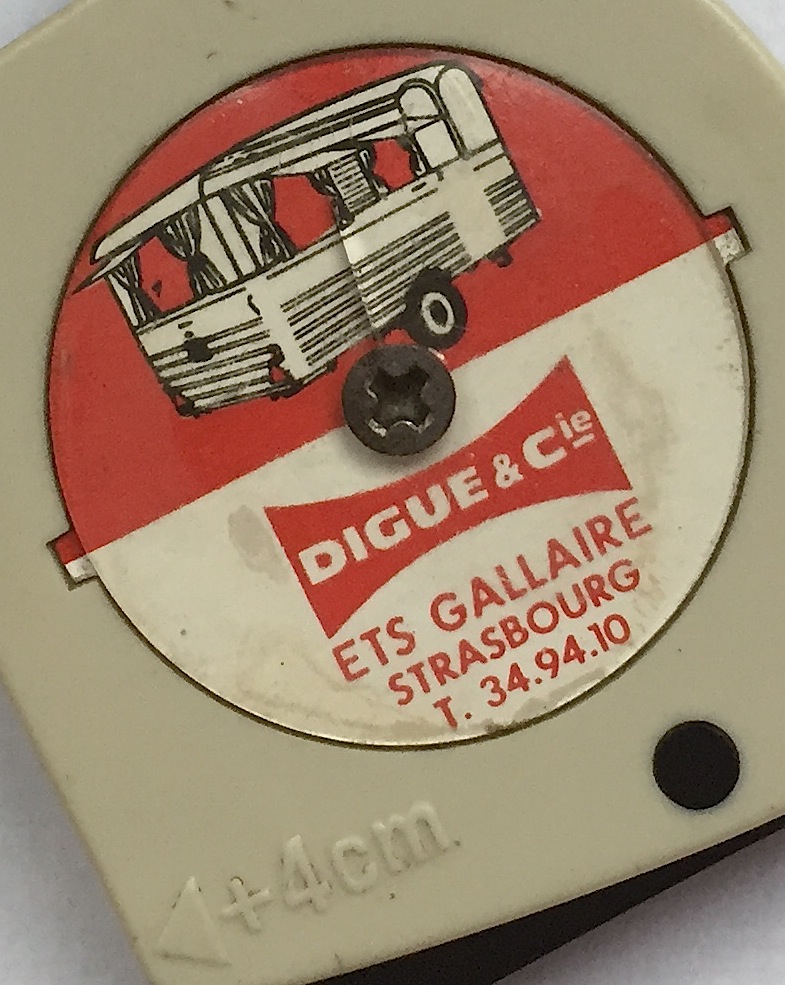 DIGUE & Cie
ETS GALLAIRE
STRASBOURG
T. 34.94.10
+4cm